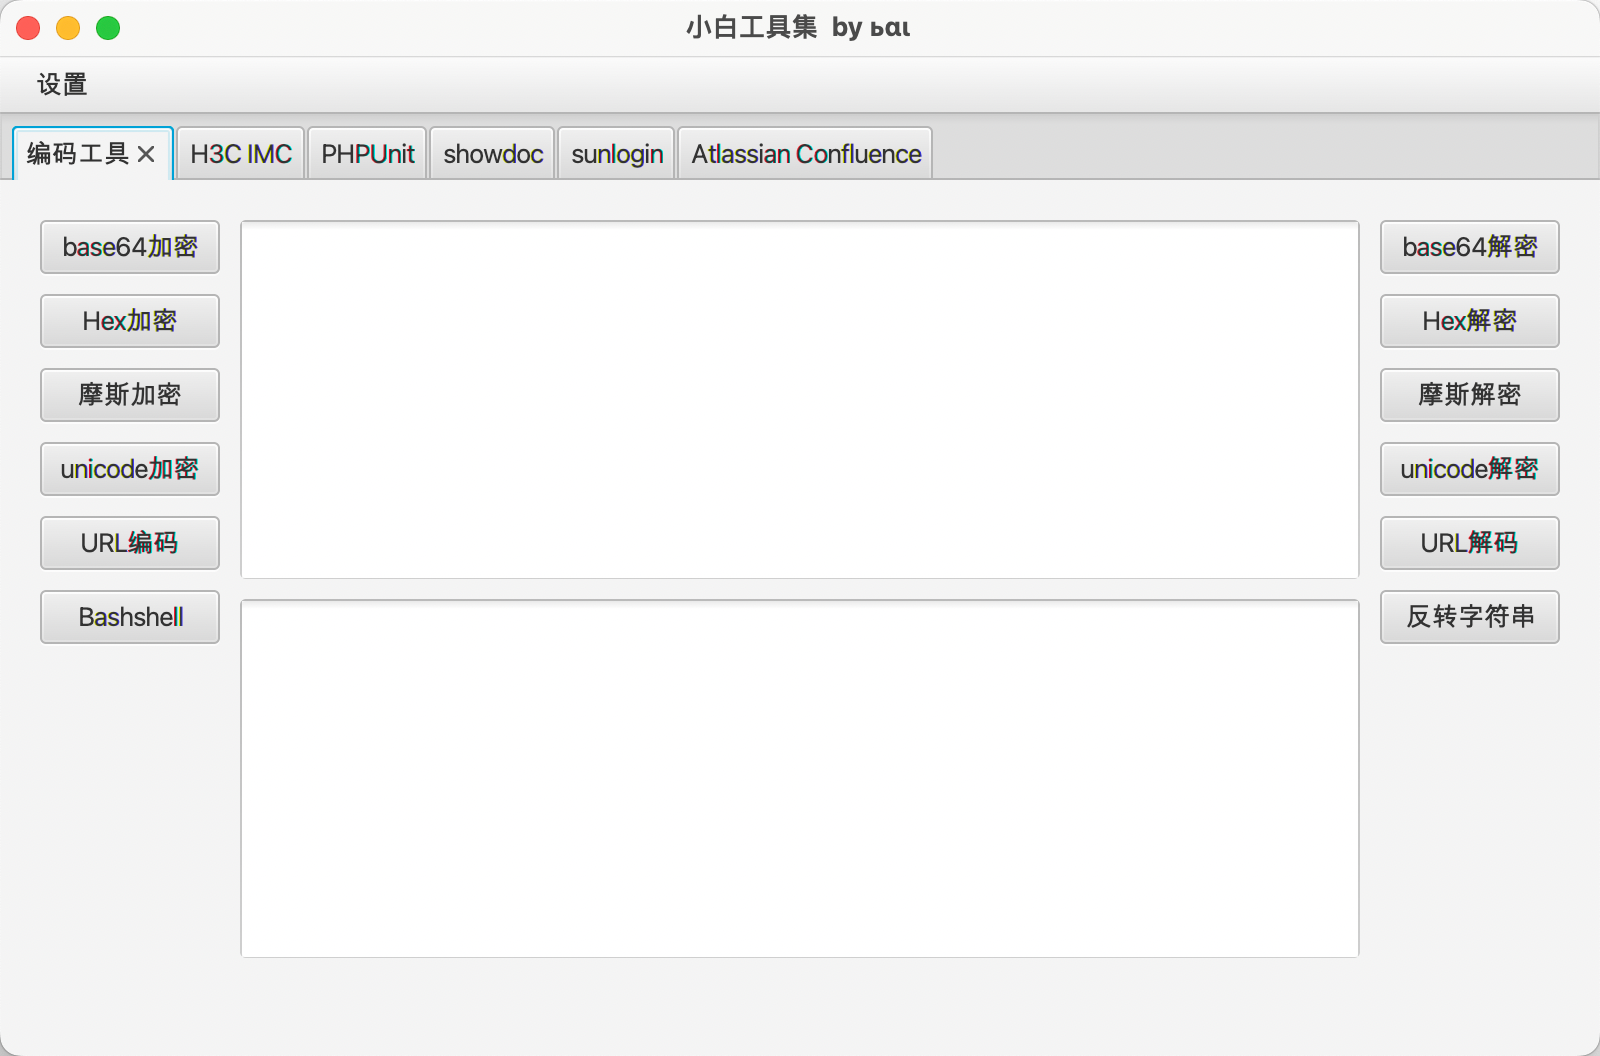 小白工具集 by ьαι
设置
编码工具 H3C IMC PHPUnit showdoc sunlogin Atlassian Confluence
base64加密 base64解密
Hex加密 Hex解密
摩斯加密 摩斯解密
unicode加密 unicode解密
URL编码 URL解码
Bashshell 反转字符串